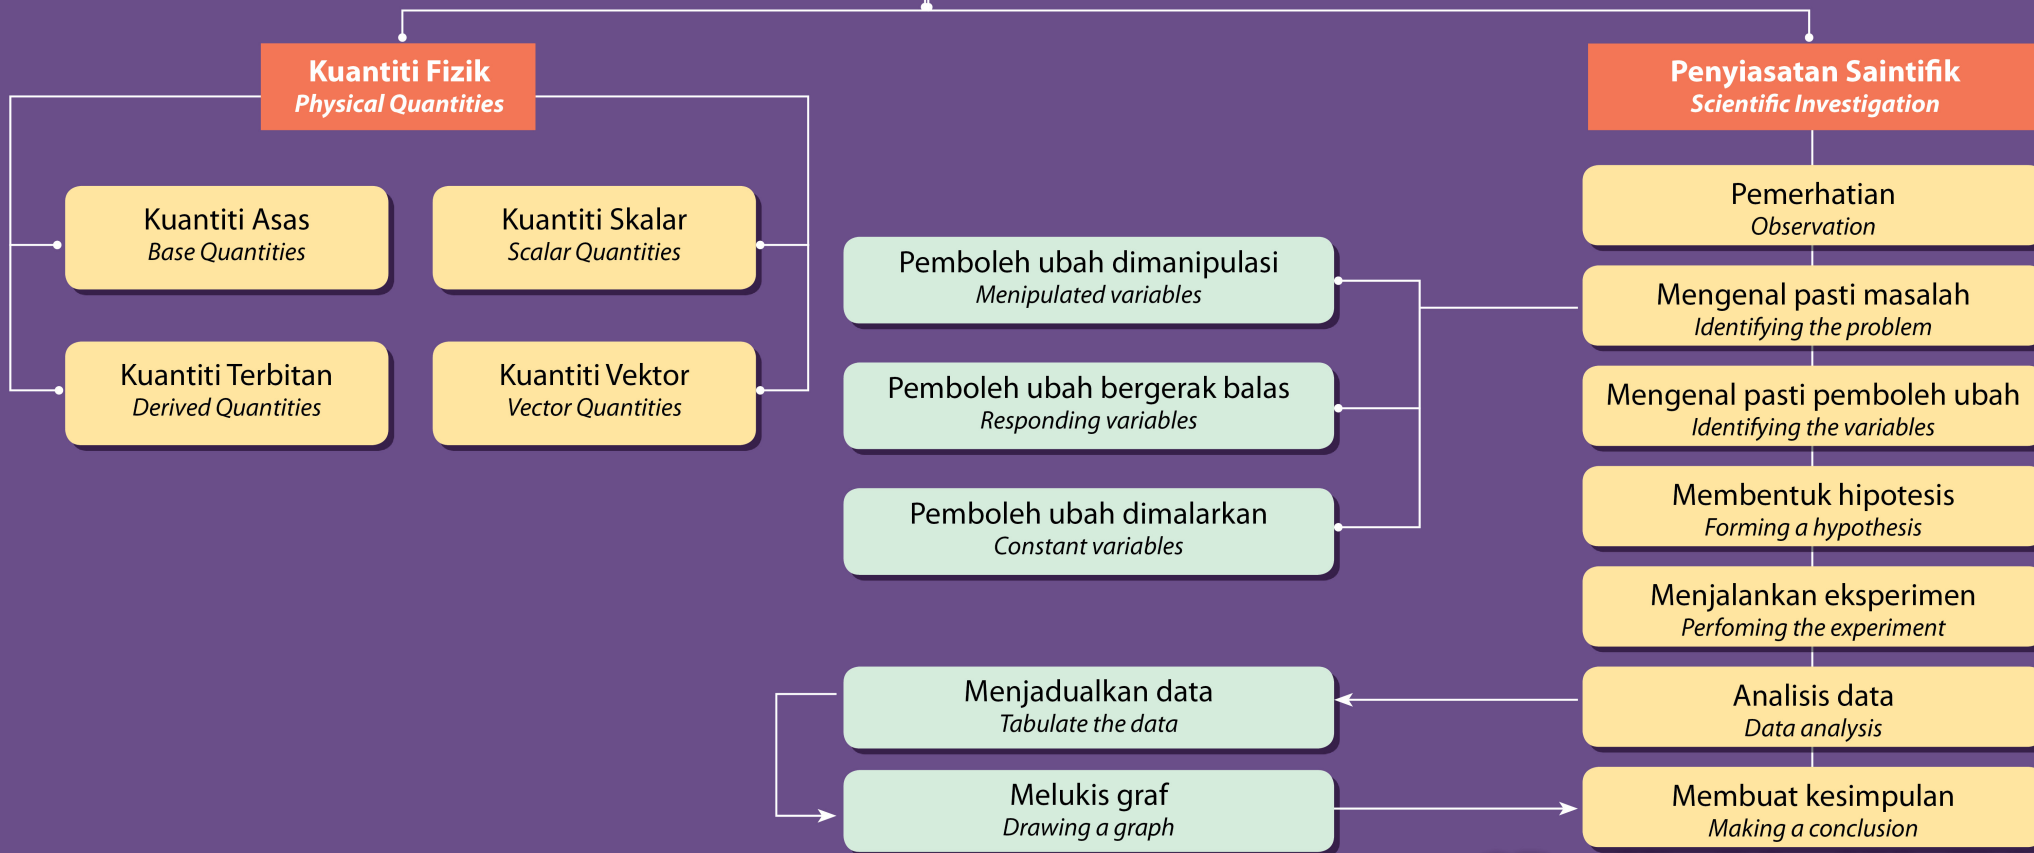 Kuantiti Fizik
Physical Quantities
Kuantiti Asas
Base Quantities
Kuantiti Skalar
Scalar Quantities
Kuantiti Terbitan
Derived Quantities
Kuantiti Vektor
Vector Quantities
Penyiasatan Saintifik
Scientific Investigation
Pemerhatian
Observation
Mengenal pasti masalah
Identifying the problem
Mengenal pasti pemboleh ubah
Identifying the variables
Pemboleh ubah dimanipulasi
Menipulated variables
Pemboleh ubah bergerak balas
Responding variables
Pemboleh ubah dimalarkan
Constant variables
Membentuk hipotesis
Forming a hypothesis
Menjalankan eksperimen
Perfoming the experiment
Analisis data
Data analysis
Menjadualkan data
Tabulate the data
Melukis graf
Drawing a graph
Membuat kesimpulan
Making a conclusion